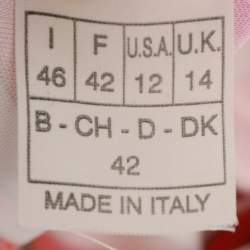 I F U.S.A. U.K.
46 42 12 14
B - CH - D - DK
42
MADE IN ITALY